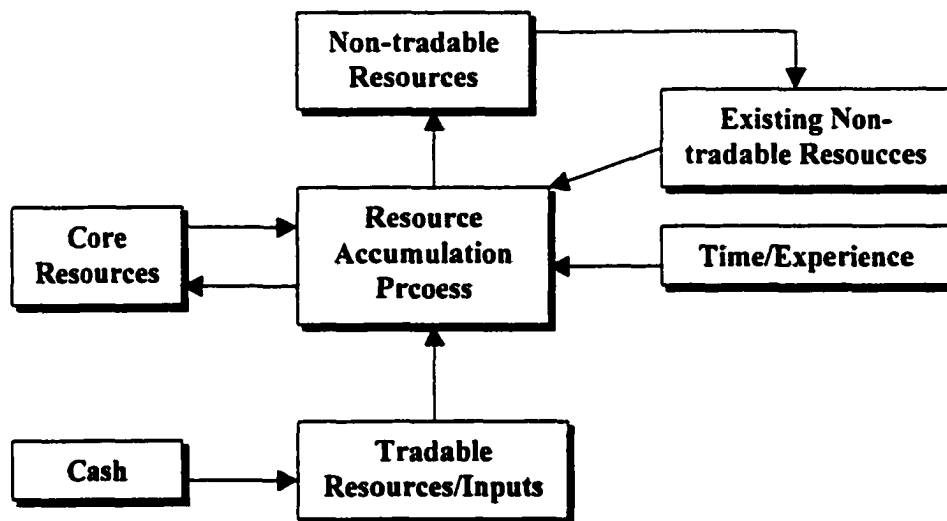 Non-tradable
Resources
Existing Non-
tradable Resoucces
Core
Resources
Resource
Accumulation
Prcoess
Time/Experience
Cash
Tradable
Resources/Inputs